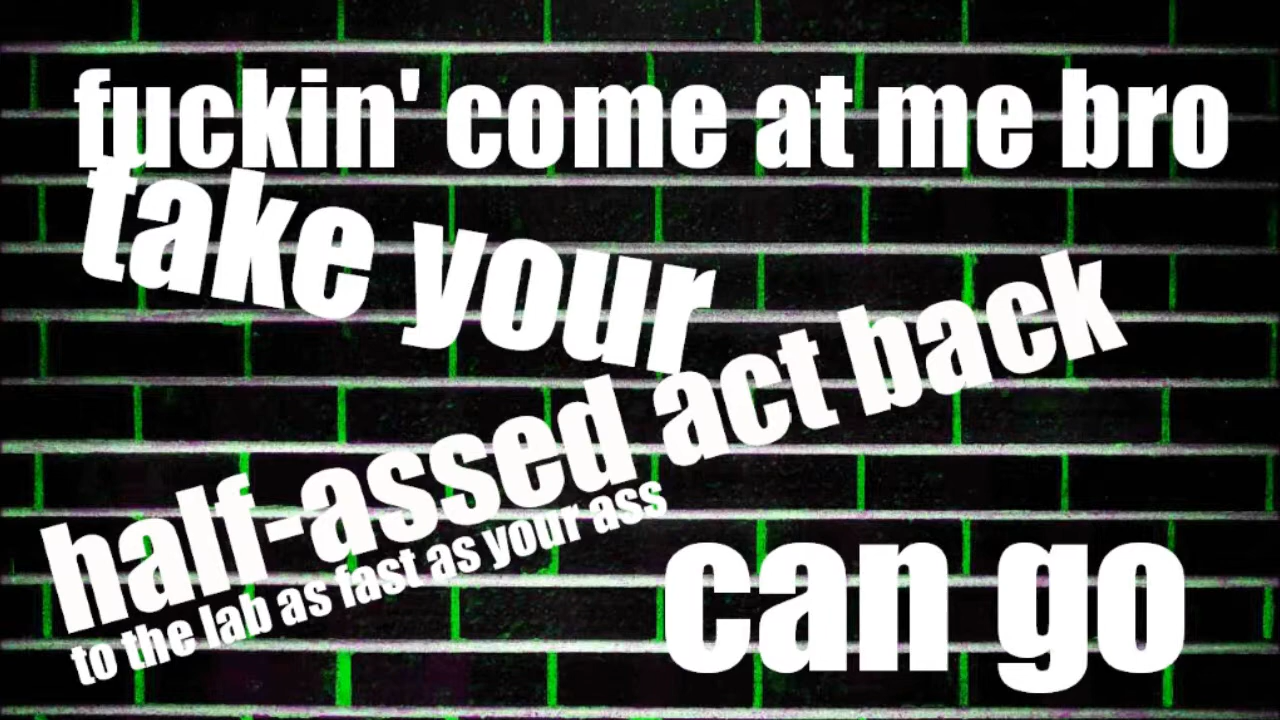 fuckin' come at me bro
take your
half-assed act back
to the lab as fast as your ass
can go